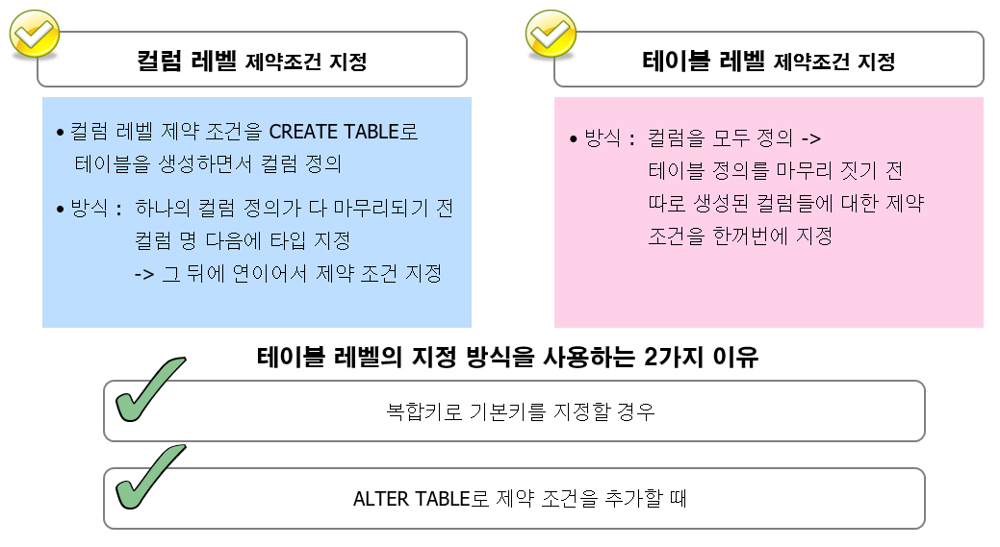 컬럼 레벨 제약조건 지정
• 컬럼 레벨 제약 조건을 CREATE TABLE로
테이블을 생성하면서 컬럼 정의
• 방식 : 하나의 컬럼 정의가 다 마무리되기 전
컬럼 명 다음에 타입 지정
-> 그 뒤에 연이어서 제약 조건 지정
테이블 레벨 제약조건 지정
• 방식 : 컬럼을 모두 정의 ->
테이블 정의를 마무리 짓기 전
따로 생성된 컬럼들에 대한 제약
조건을 한꺼번에 지정
테이블 레벨의 지정 방식을 사용하는 2가지 이유
복합키로 기본키를 지정할 경우
ALTER TABLE로 제약 조건을 추가할 때